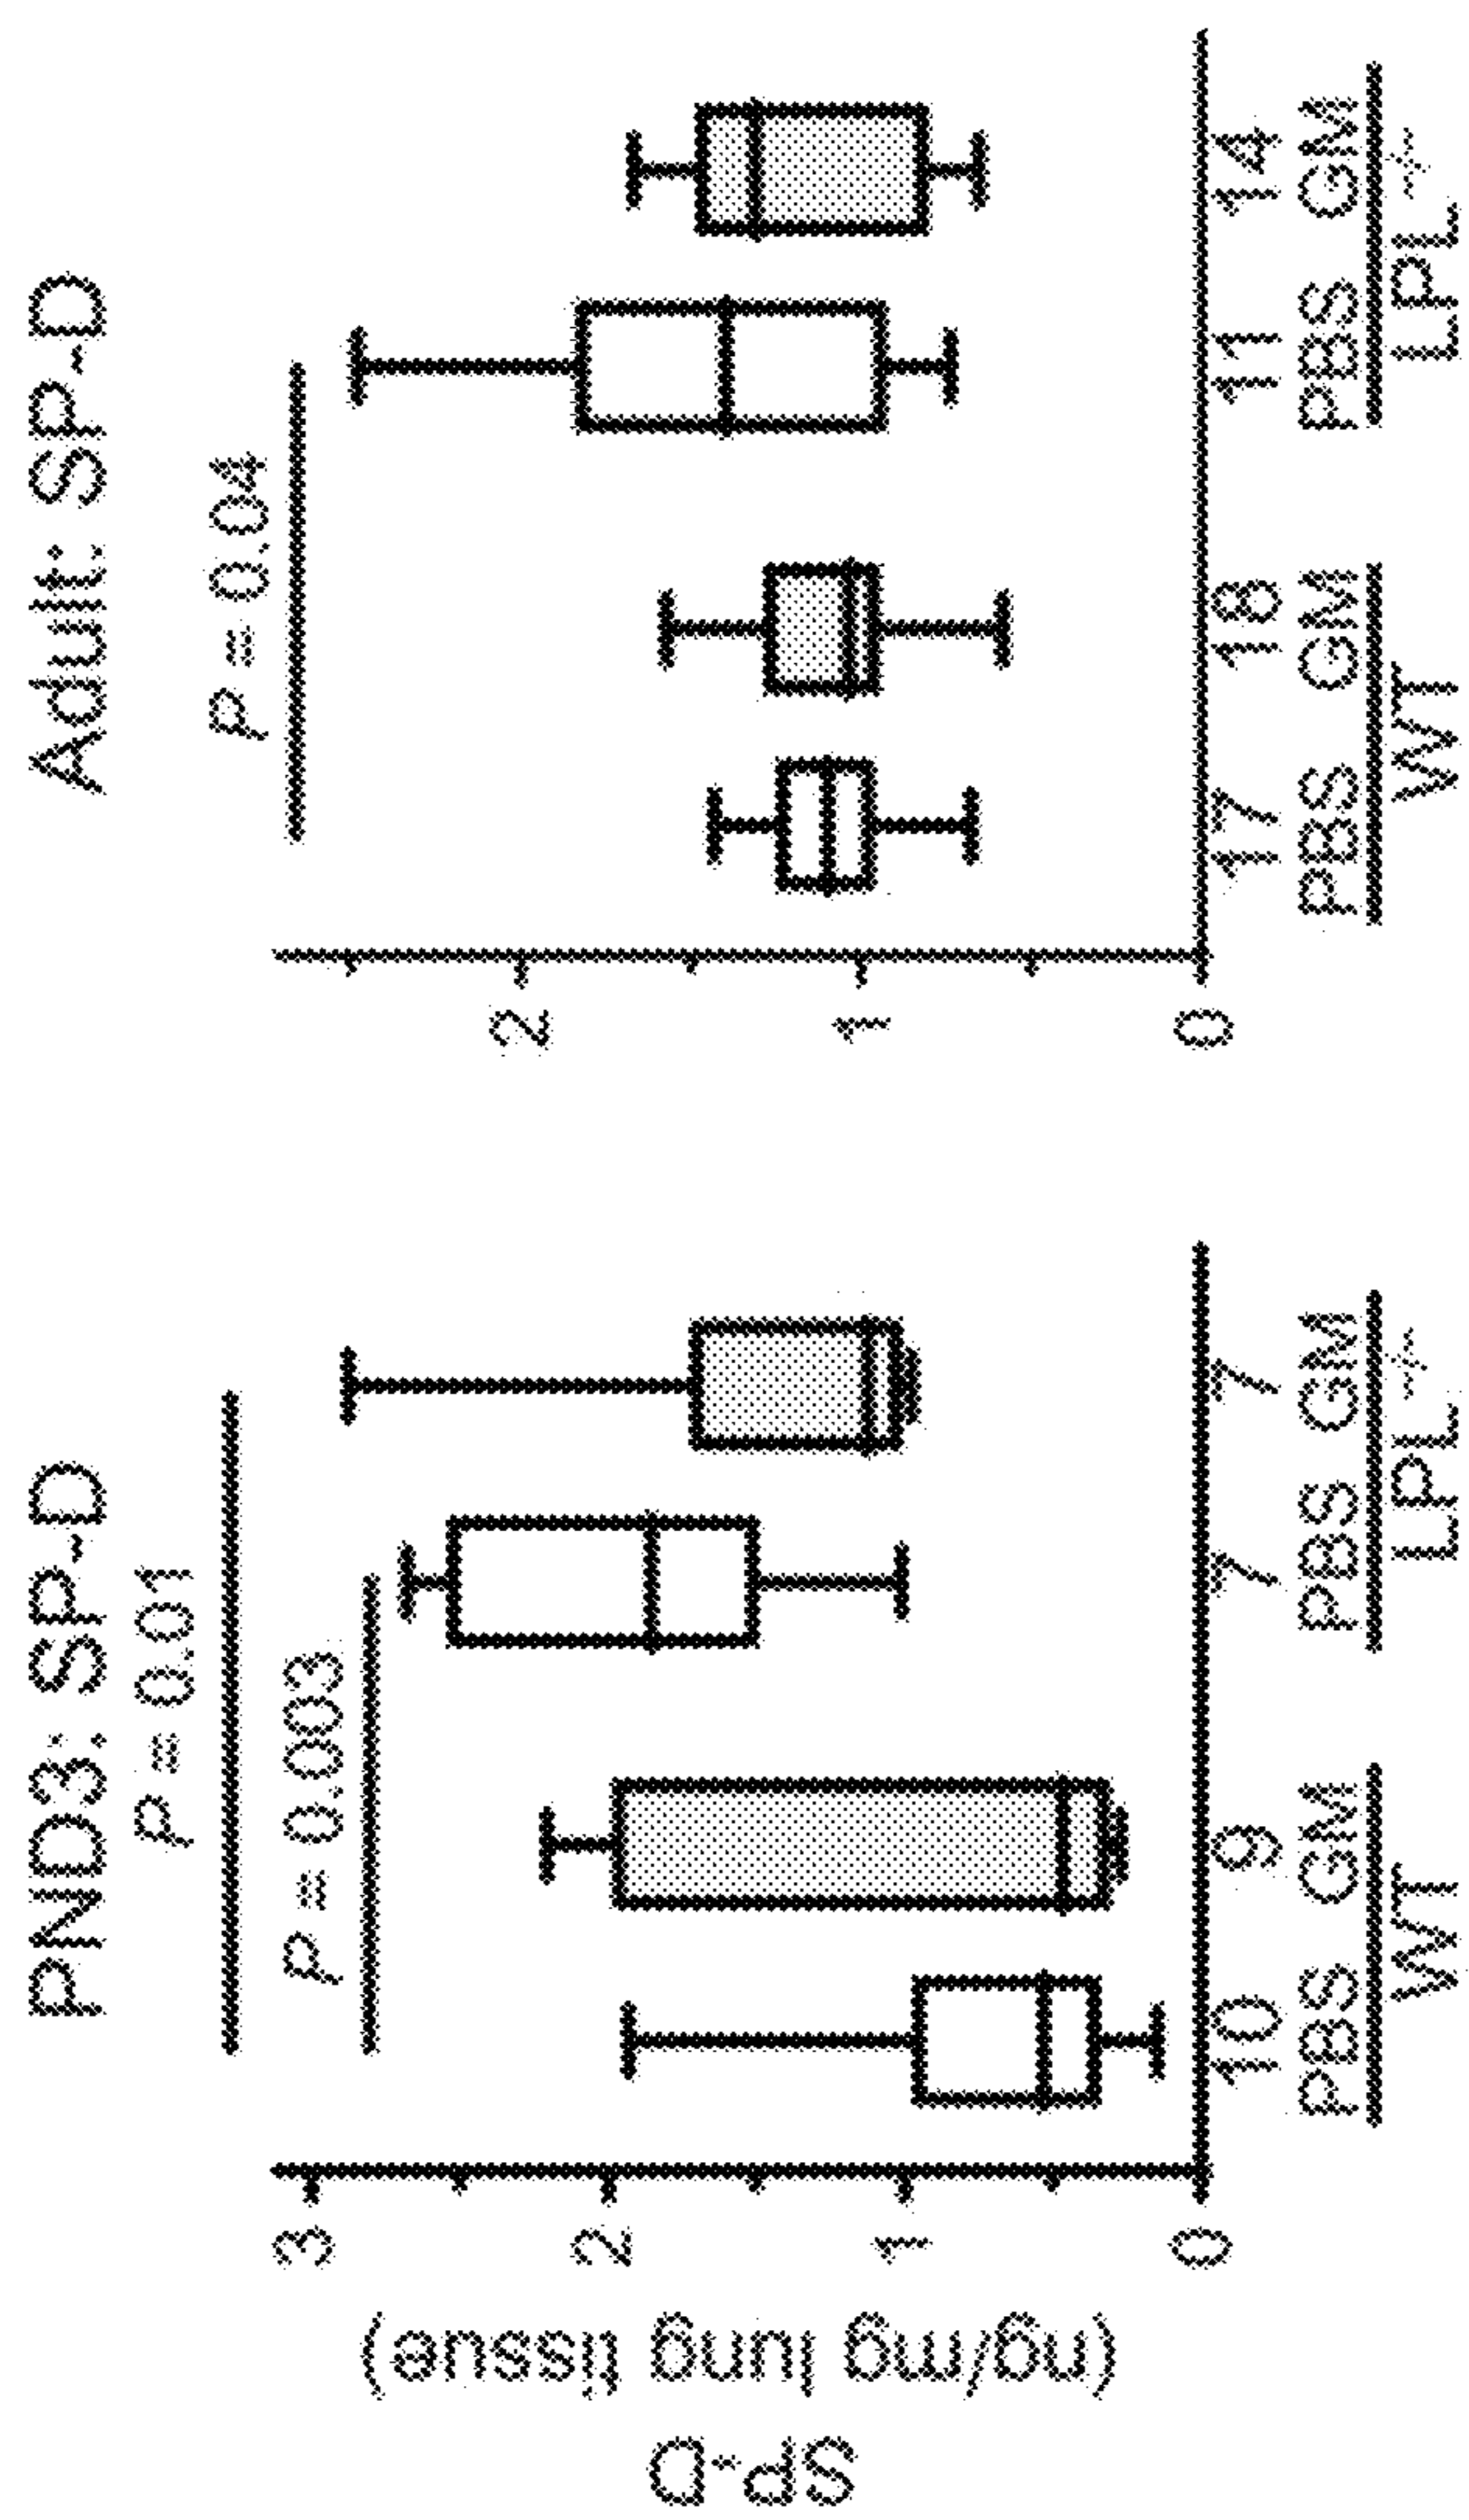 PND3: SP-D
P = 0.01
P = 0.003
SP-D
(ng/mg lung tissue)
3
2
1
0
10 9 7 7
PBS GM PBS GM
WT LPL⁻
Adult: SP-D
P = 0.04
2
1
0
17 18 11 14
PBS GM PBS GM
WT LPL⁻